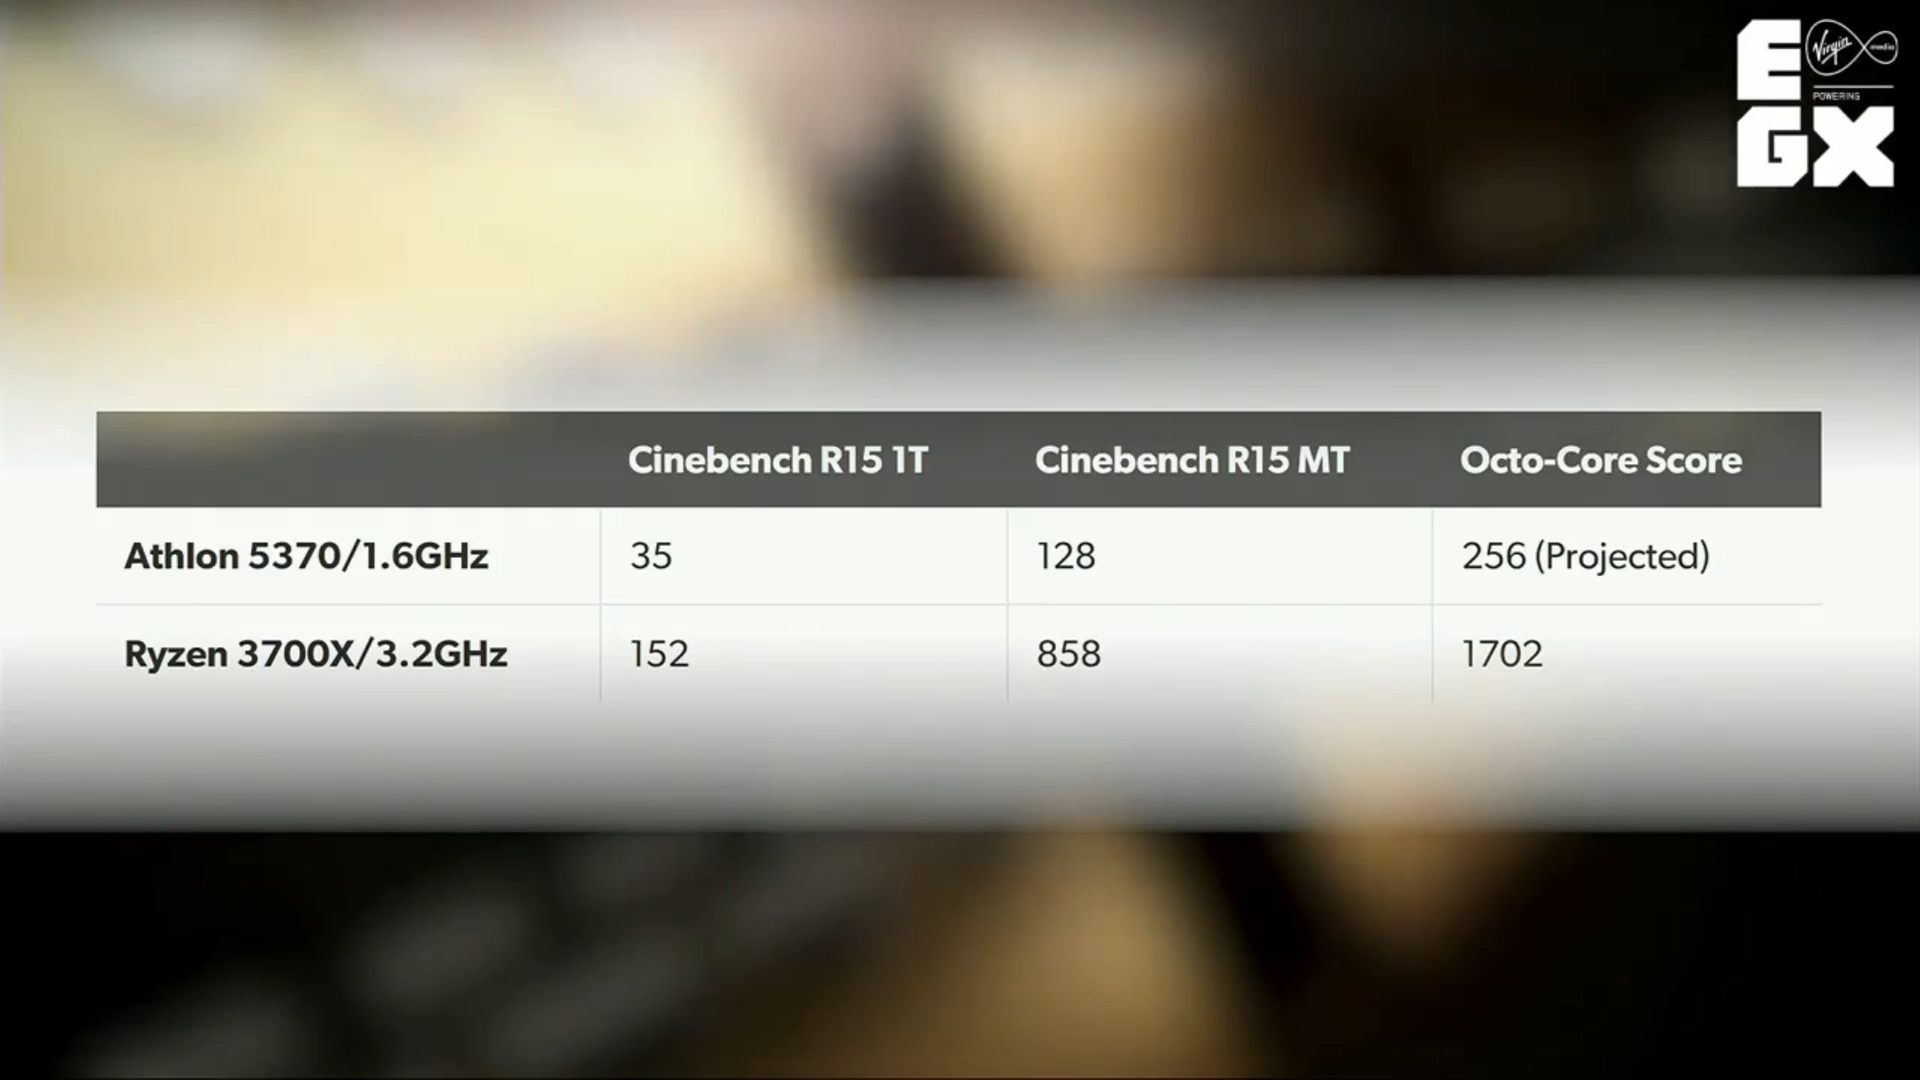 EGX
Virgin media
POWERING
Cinebench R15 1T Cinebench R15 MT Octo-Core Score
Athlon 5370/1.6GHz 35 128 256 (Projected)
Ryzen 3700X/3.2GHz 152 858 1702